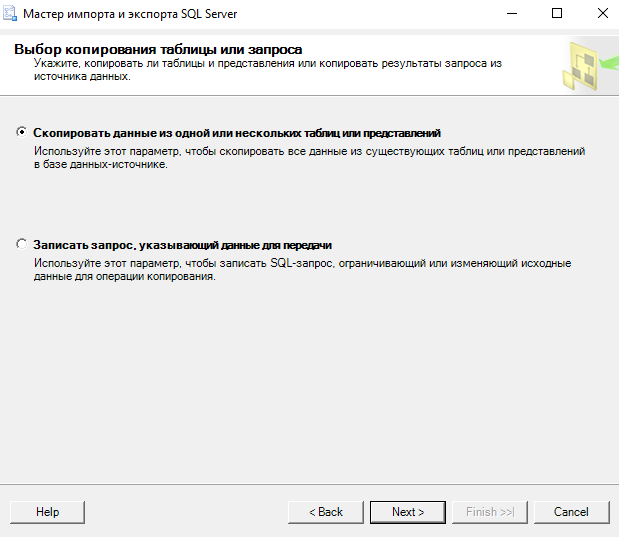 Мастер импорта и экспорта SQL Server
Выбор копирования таблицы или запроса
Укажите, копировать ли таблицы и представления или копировать результаты запроса из
источника данных.
Скопировать данные из одной или нескольких таблиц или представлений
Используйте этот параметр, чтобы скопировать все данные из существующих таблиц или представлений
в базе данных-источнике.
Записать запрос, указывающий данные для передачи
Используйте этот параметр, чтобы записать SQL-запрос, ограничивающий или изменяющий исходные
данные для операции копирования.
Help < Back Next > Finish >>| Cancel